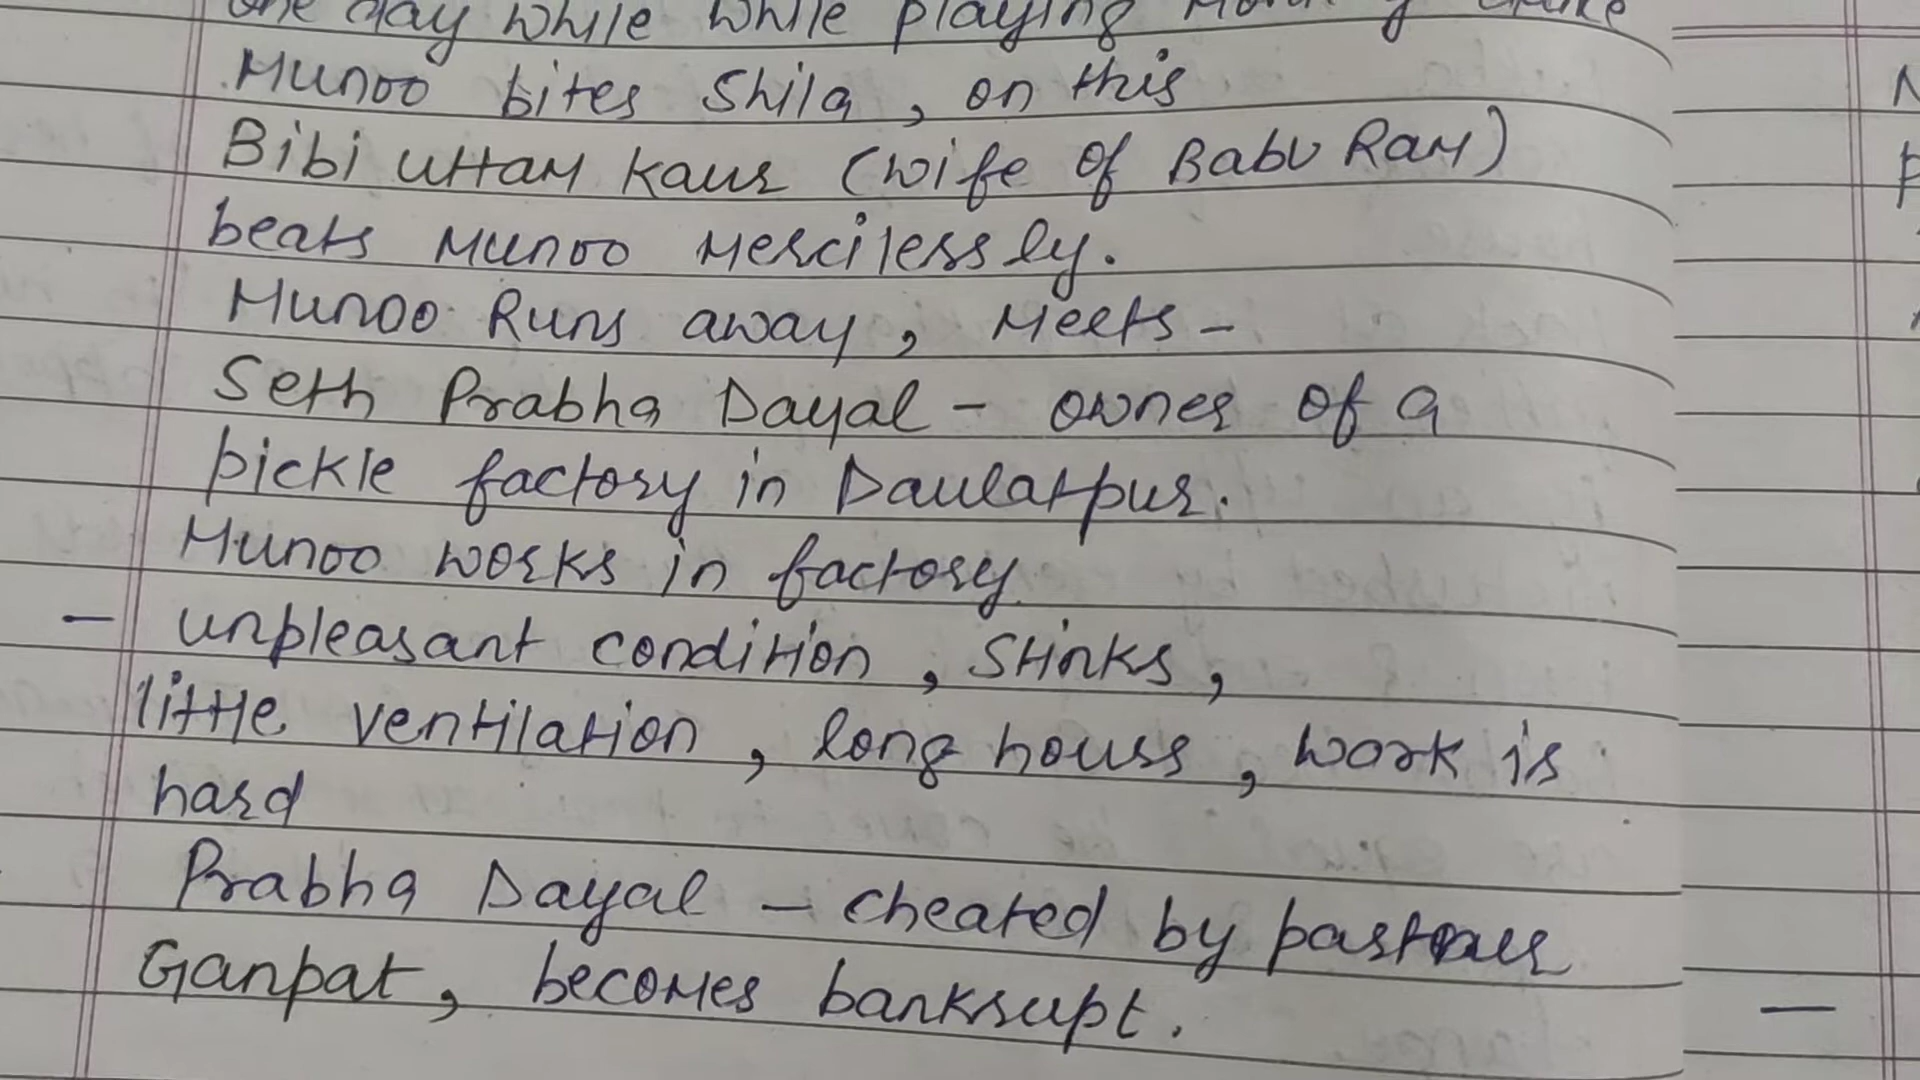 one day while while playing
Munoo bites Shila, on this
Bibi Uttam Kaur (wife of Babu Ram)
beats Munoo mercilessly.
Munoo Runs away, Meets -
Seth Prabha Dayal - owner of a
pickle factory in Daulatpur.
Munoo works in factory
- unpleasant condition, stinks,
little ventilation, long hours, work is
hard
Prabha Dayal - cheated by partner
Ganpat, becomes bankrupt.